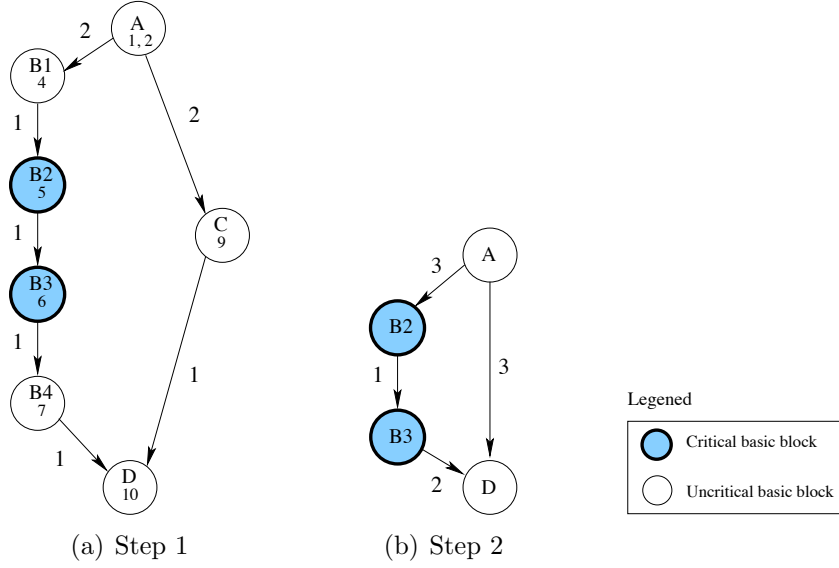 A
1, 2
2
B1
4
2
1
B2
5
1
C
9
B3
6
1
1
B4
7
1
D
10
(a) Step 1
A
3
B2
1
3
B3
2
D
(b) Step 2
Legened
Critical basic block
Uncritical basic block